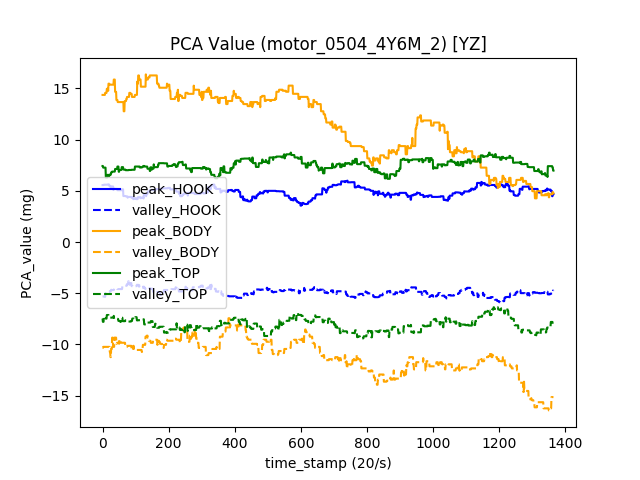 PCA Value (motor_0504_4Y6M_2) [YZ]
PCA_value (mg)
15
10
5
0
−5
−10
−15
peak_HOOK
valley_HOOK
peak_BODY
valley_BODY
peak_TOP
valley_TOP
0 200 400 600 800 1000 1200 1400
time_stamp (20/s)